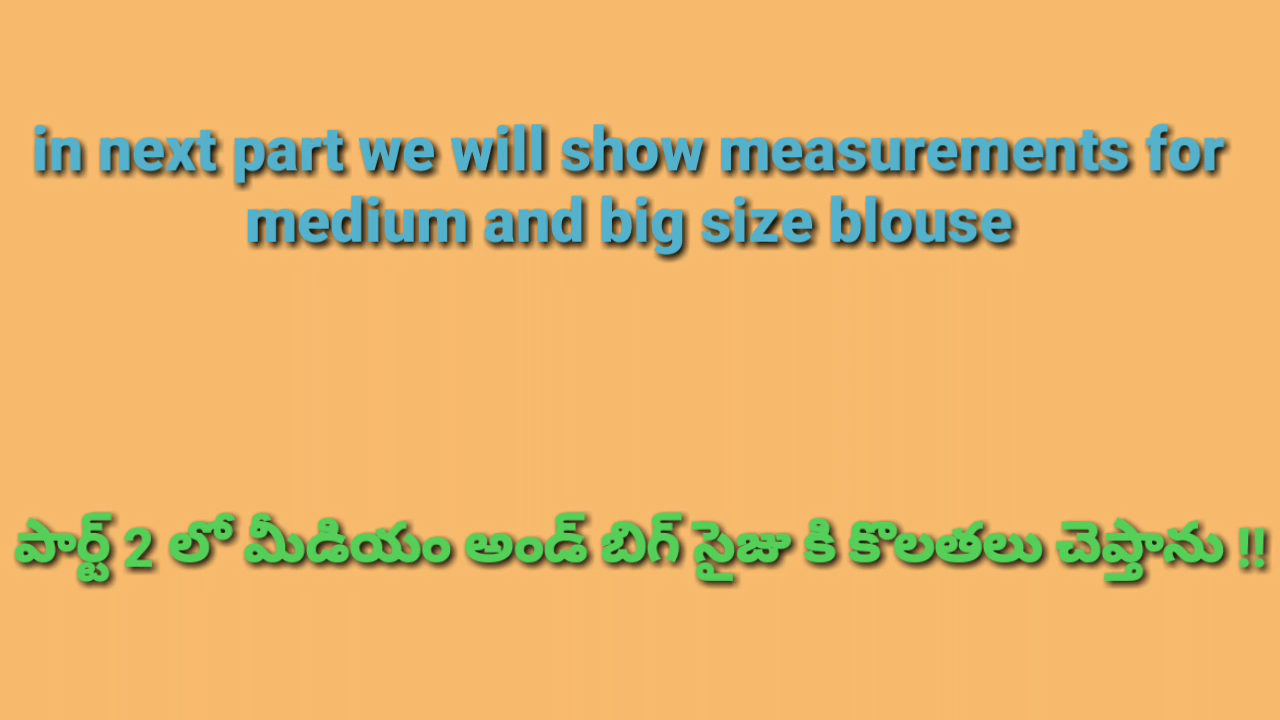 in next part we will show measurements for
medium and big size blouse
పార్ట్ 2 లో మీడియం అండ్ బిగ్ సైజు కి కొలతలు చెప్తాను !!